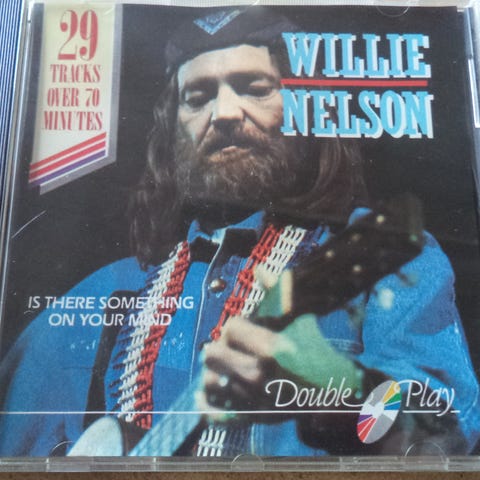 29
TRACKS
OVER 70
MINUTES
WILLIE
NELSON
IS THERE SOMETHING
ON YOUR MIND
Double Play